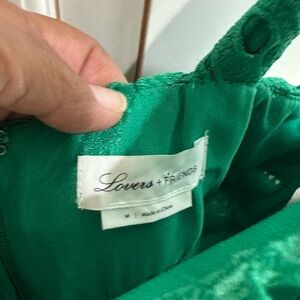 Lovers + FRIENDS
M | Made in China